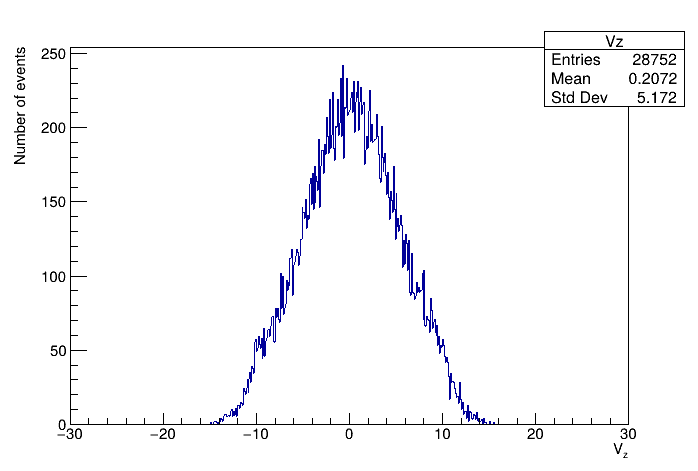 Vz
Entries 28752
Mean 0.2072
Std Dev 5.172
Number of events
250
200
150
100
50
0
−30 −20 −10 0 10 20 30
Vz